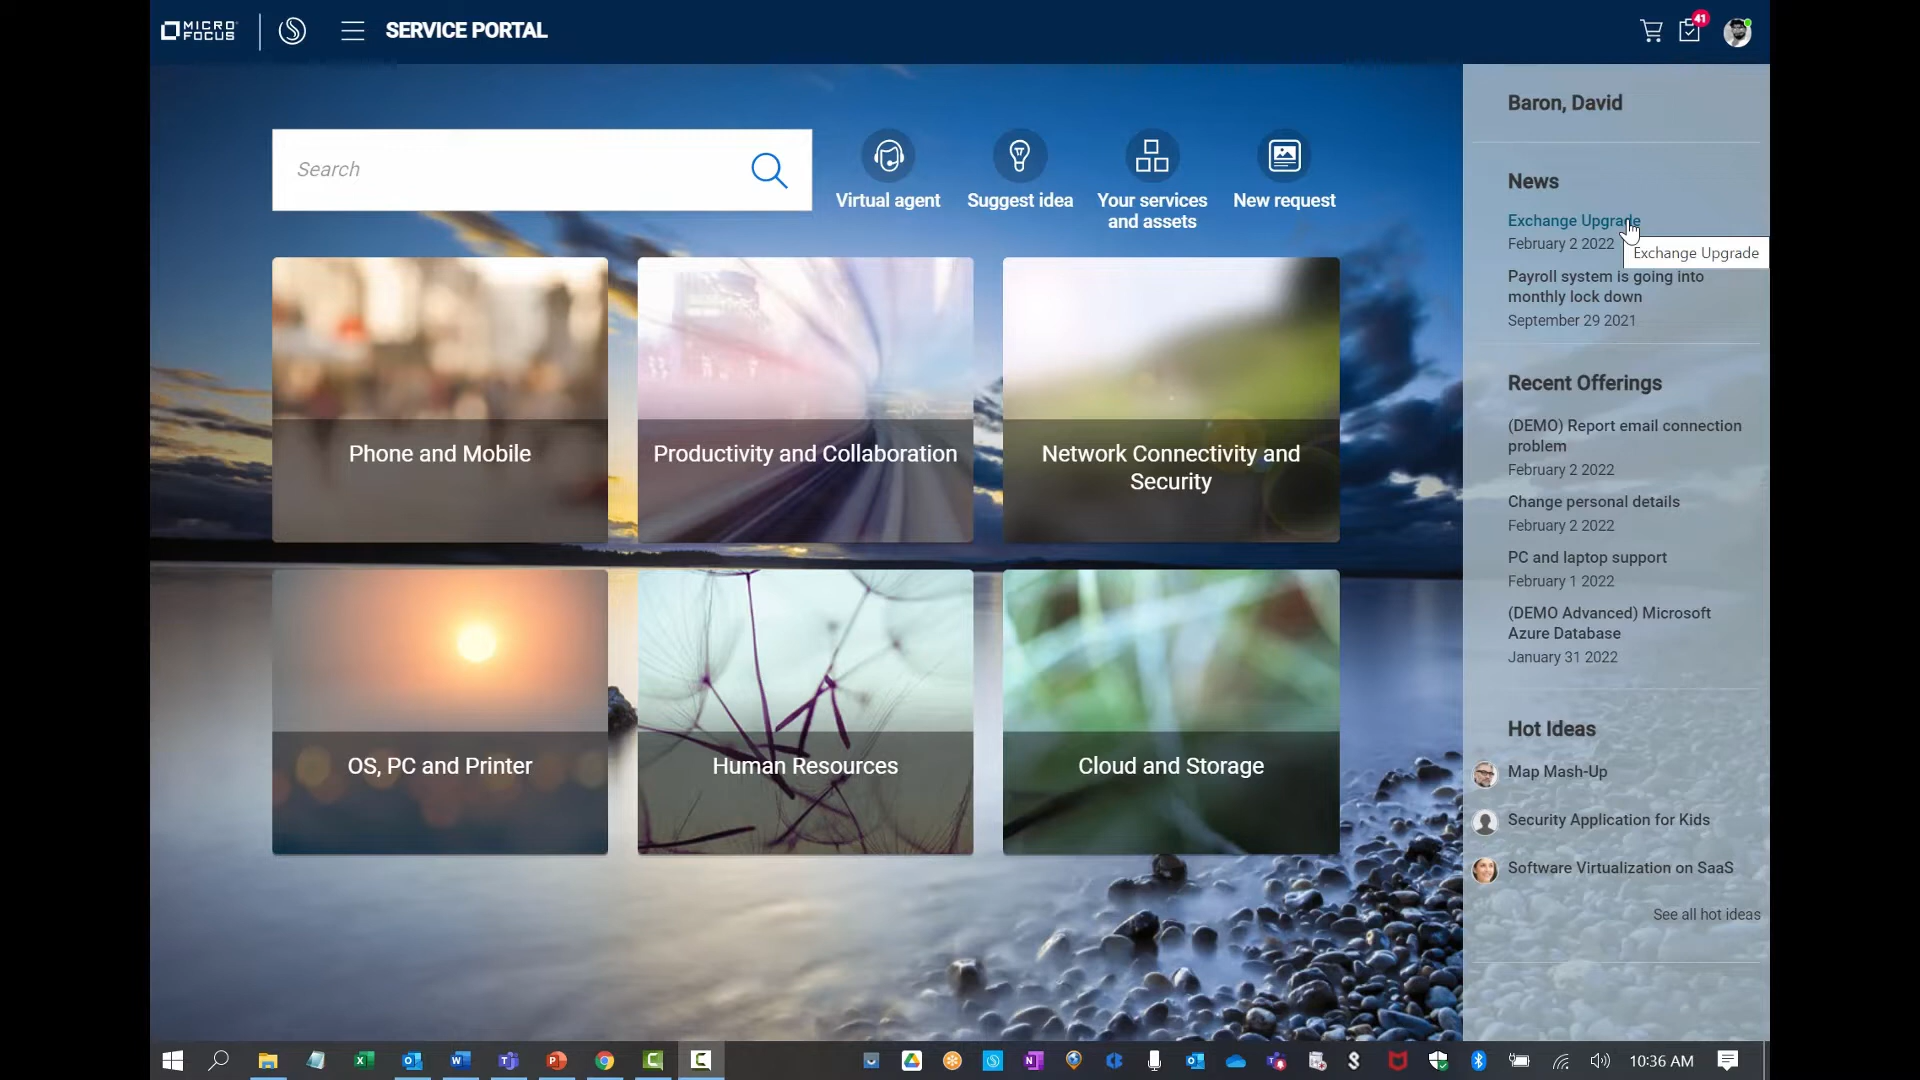 MICRO
FOCUS
SERVICE PORTAL
41
Search
Virtual agent
Suggest idea
Your services
and assets
New request
Phone and Mobile
Productivity and Collaboration
Network Connectivity and
Security
OS, PC and Printer
Human Resources
Cloud and Storage
Baron, David
News
Exchange Upgrade
February 2 2022
Exchange Upgrade
Payroll system is going into
monthly lock down
September 29 2021
Recent Offerings
(DEMO) Report email connection
problem
February 2 2022
Change personal details
February 2 2022
PC and laptop support
February 1 2022
(DEMO Advanced) Microsoft
Azure Database
January 31 2022
Hot Ideas
Map Mash-Up
Security Application for Kids
Software Virtualization on SaaS
See all hot ideas
10:36 AM